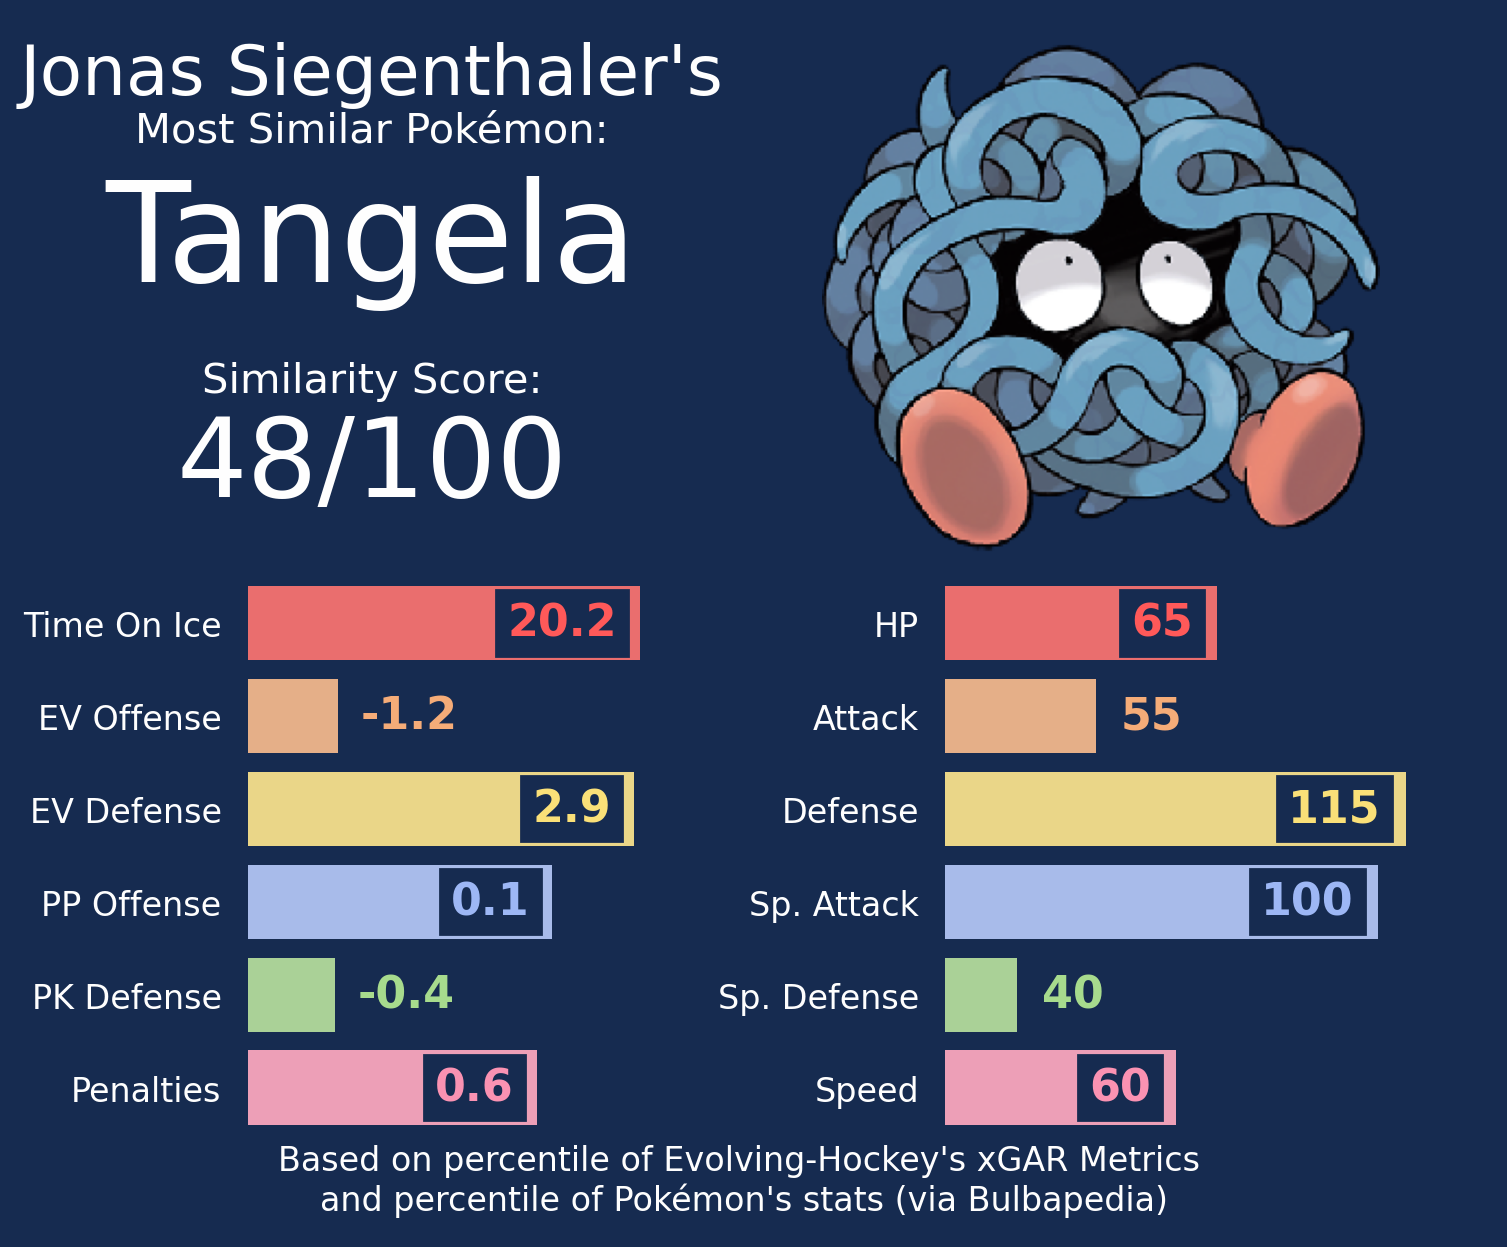 Jonas Siegenthaler's
Most Similar Pokémon:
Tangela
Similarity Score:
48/100
Time On Ice 20.2
EV Offense -1.2
EV Defense 2.9
PP Offense 0.1
PK Defense -0.4
Penalties 0.6
HP 65
Attack 55
Defense 115
Sp. Attack 100
Sp. Defense 40
Speed 60
Based on percentile of Evolving-Hockey's xGAR Metrics
and percentile of Pokémon's stats (via Bulbapedia)